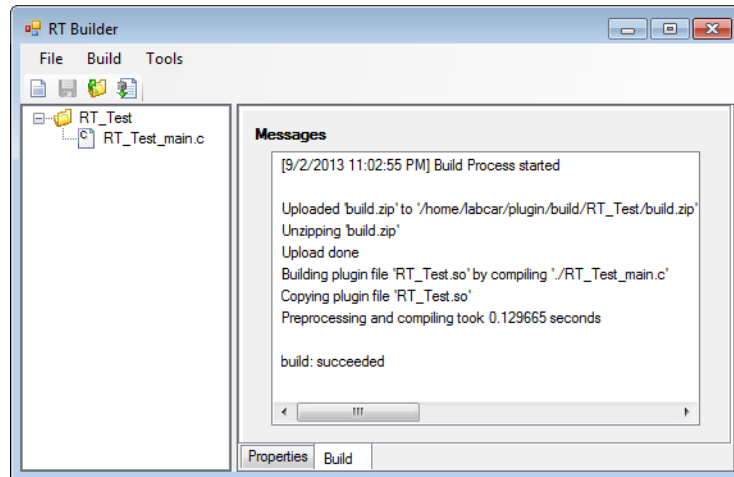 RT Builder
File Build Tools
RT_Test
RT_Test_main.c
Messages
[9/2/2013 11:02:55 PM] Build Process started
Uploaded 'build.zip' to '/home/labcar/plugin/build/RT_Test/build.zip'
Unzipping 'build.zip'
Upload done
Building plugin file 'RT_Test.so' by compiling './RT_Test_main.c'
Copying plugin file 'RT_Test.so'
Preprocessing and compiling took 0.129665 seconds
build: succeeded
Properties Build